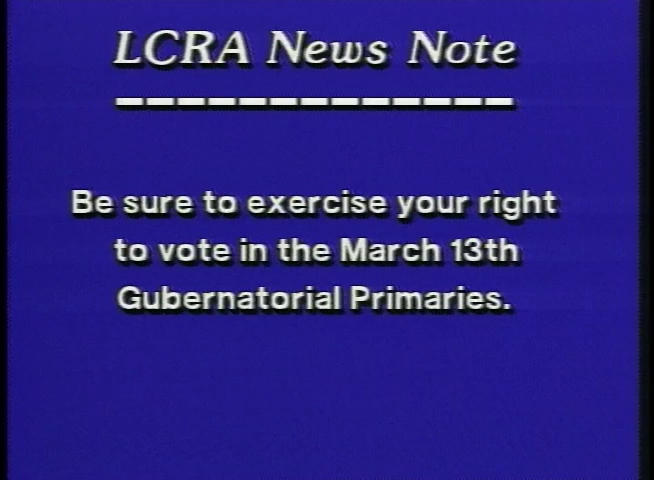 LCRA News Note
Be sure to exercise your right
to vote in the March 13th
Gubernatorial Primaries.